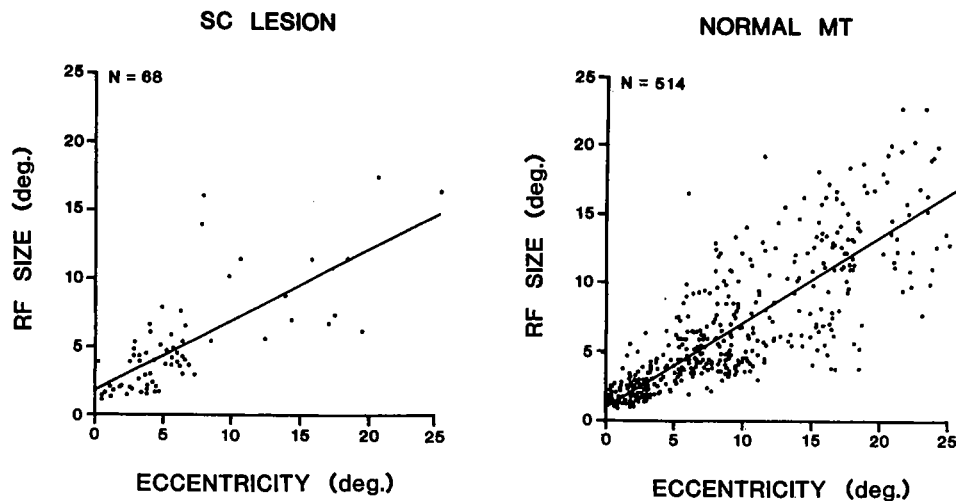 SC LESION
N = 68
25
20
15
10
5
0
RF SIZE (deg.)
0 5 10 15 20 25
ECCENTRICITY (deg.)
NORMAL MT
N = 514
25
20
15
10
5
0
RF SIZE (deg.)
0 5 10 15 20 25
ECCENTRICITY (deg.)